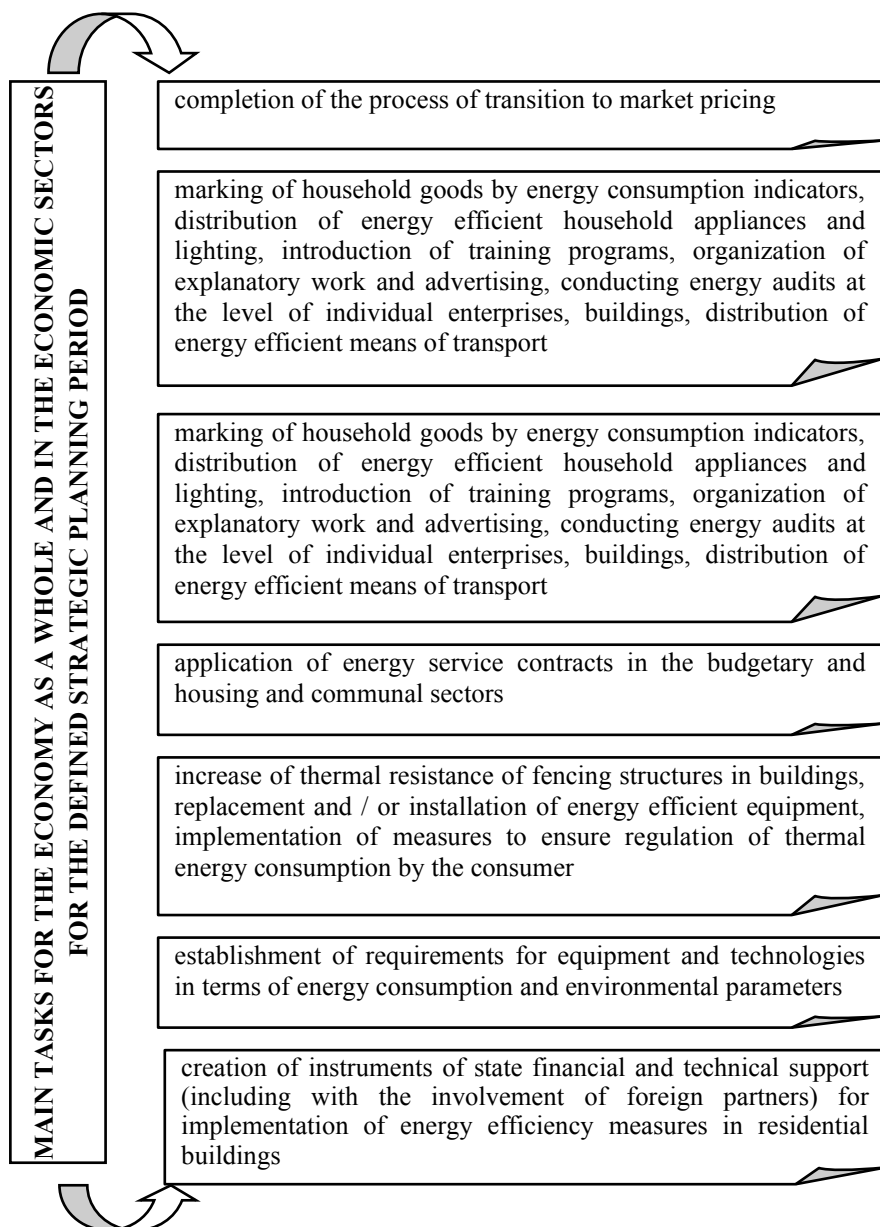 MAIN TASKS FOR THE ECONOMY AS A WHOLE AND IN THE ECONOMIC SECTORS
FOR THE DEFINED STRATEGIC PLANNING PERIOD
completion of the process of transition to market pricing
marking of household goods by energy consumption indicators,
distribution of energy efficient household appliances and
lighting, introduction of training programs, organization of
explanatory work and advertising, conducting energy audits at
the level of individual enterprises, buildings, distribution of
energy efficient means of transport
marking of household goods by energy consumption indicators,
distribution of energy efficient household appliances and
lighting, introduction of training programs, organization of
explanatory work and advertising, conducting energy audits at
the level of individual enterprises, buildings, distribution of
energy efficient means of transport
application of energy service contracts in the budgetary and
housing and communal sectors
increase of thermal resistance of fencing structures in buildings,
replacement and / or installation of energy efficient equipment,
implementation of measures to ensure regulation of thermal
energy consumption by the consumer
establishment of requirements for equipment and technologies
in terms of energy consumption and environmental parameters
creation of instruments of state financial and technical support
(including with the involvement of foreign partners) for
implementation of energy efficiency measures in residential
buildings